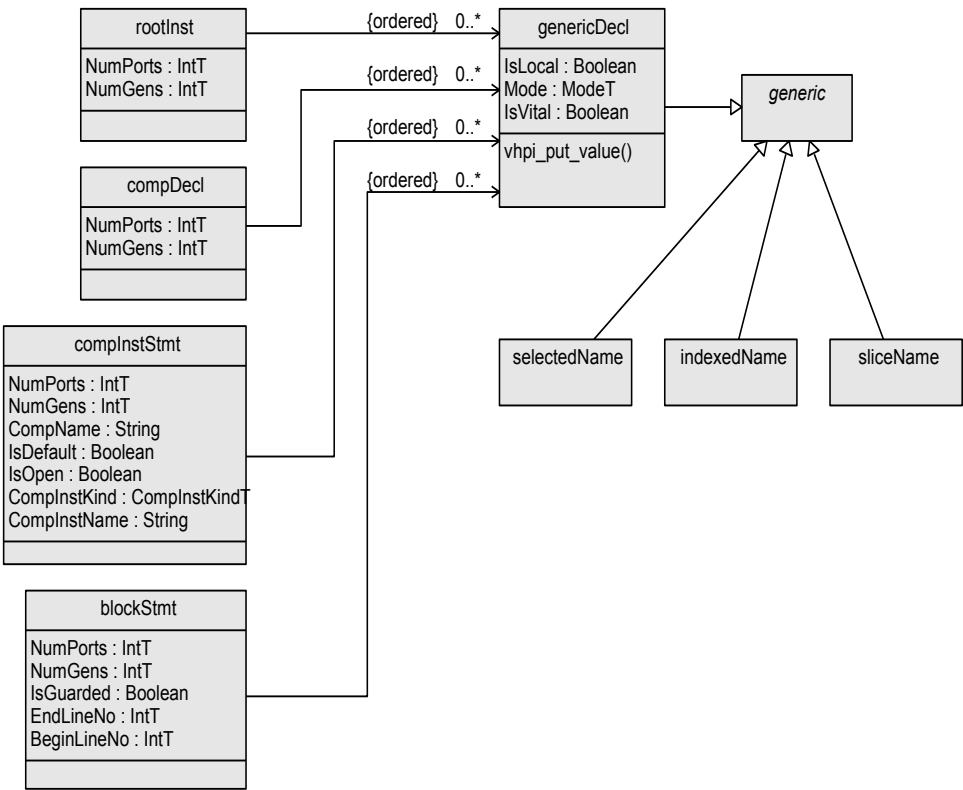 rootInst
NumPorts : IntT
NumGens : IntT
compDecl
NumPorts : IntT
NumGens : IntT
compInstStmt
NumPorts : IntT
NumGens : IntT
CompName : String
IsDefault : Boolean
IsOpen : Boolean
CompInstKind : CompInstKindT
CompInstName : String
blockStmt
NumPorts : IntT
NumGens : IntT
IsGuarded : Boolean
EndLineNo : IntT
BeginLineNo : IntT
{ordered} 0..*
{ordered} 0..*
{ordered} 0..*
{ordered} 0..*
genericDecl
IsLocal : Boolean
Mode : ModeT
IsVital : Boolean
vhpi_put_value()
generic
selectedName
indexedName
sliceName